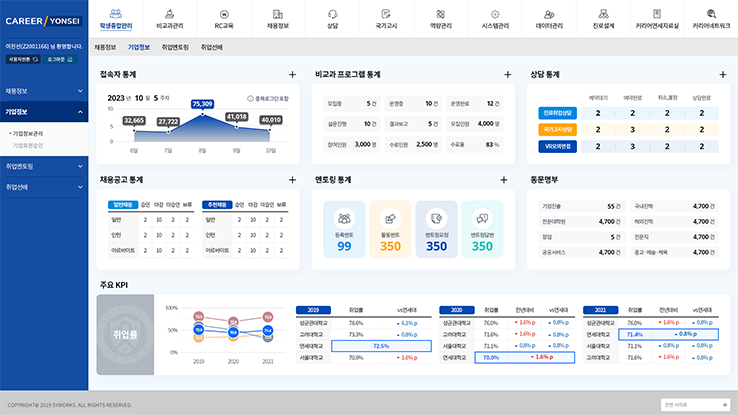 CAREER / YONSEI
학생종합관리
비교과관리
RC교육
채용정보
상담
국가고시
역량관리
시스템관리
데이터관리
진로설계
커리어연세자료실
커리어네트워크
이진선(Z2001166) 님 환영합니다.
사용자전환
로그아웃
채용정보 기업정보 취업멘토링 취업선배
채용정보
기업정보
• 기업정보관리
기업회원승인
취업멘토링
취업선배
접속자 통계 +
2023 년 10 월 5 주차
중복로그인 포함
32,665
27,722
75,309
41,018
40,010
6월 7월 8월 9월 10월
비교과 프로그램 통계 +
모집중 5 건 운영중 10 건 운영완료 12 건
설문진행 10 건 결과보고 5 건 모집인원 4,000 명
참여인원 3,000 명 수료인원 2,500 명 수료율 83 %
상담 통계 +
예약대기 예약완료 상담완료
진로취업상담 2 2 2 2
국가고시상담 2 3 2 2
VR모의면접 2 3 2 2
채용공고 통계 +
일반채용 승인 마감 미승인 보류
일반 2 10 2 2
인턴 2 10 2 2
아르바이트 2 10 2 2
추천채용 승인 마감 미승인 보류
일반 2 10 2 2
인턴 2 10 2 2
아르바이트 2 10 2 2
멘토링 통계 +
등록멘토
99
활동멘토
350
멘토링요청
350
멘토링답변
350
동문명부
기업진출 55 건 국내진학 4,700 건
전문대학원 4,700 건 해외진학 4,700 건
창업 5 건 전문직 4,700 건
공공서비스 4,700 건 종교·예술·체육 4,700 건
주요 KPI
취업률
100%
50%
0%
2019 2020 2021
2019 취업률 vs연세대
성균관대학교 78.6% ▲ 6.1% p
고려대학교 73.3% ▲ 0.8% p
연세대학교 72.5%
서울대학교 70.9% ▼ 1.6% p
2020 취업률 전년대비 vs연세대
성균관대학교 76.0% ▼ 1.6% p ▲ 0.8% p
고려대학교 71.6% ▼ 1.6% p ▲ 0.8% p
서울대학교 71.1% ▲ 0.8% p ▲ 0.8% p
연세대학교 70.0% ▼ 1.6% p
2021 취업률 전년대비 vs연세대
성균관대학교 76.0% ▼ 1.6% p ▲ 0.8% p
연세대학교 71.4% ▲ 0.8% p
서울대학교 71.1% ▲ 0.8% p ▲ 0.8% p
고려대학교 71.6% ▼ 1.6% p ▲ 0.8% p
COPYRIGHT@ 2019 SYWORKS. ALL RIGHTS RESERVED.
관련 사이트 +